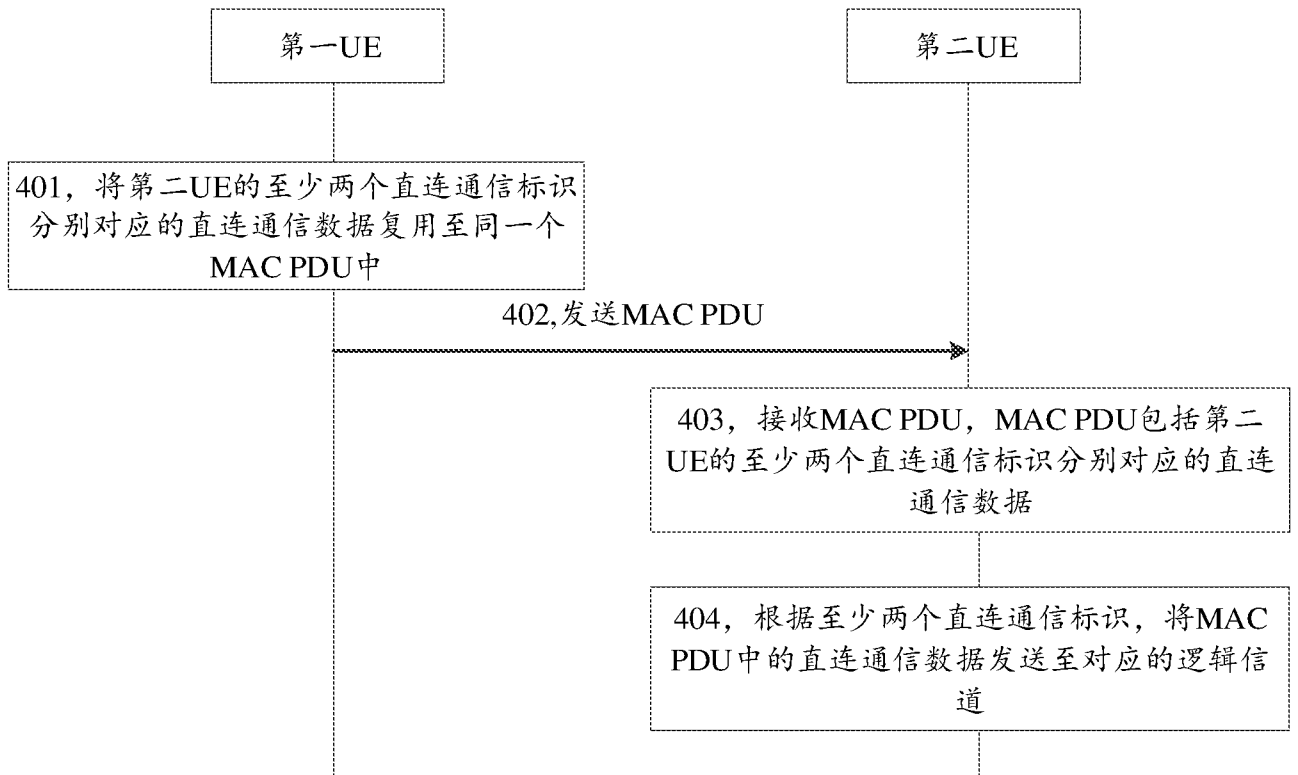 第一UE
第二UE
401，将第二UE的至少两个直连通信标识
分别对应的直连通信数据复用至同一个
MAC PDU中
402,发送MAC PDU
403，接收MAC PDU，MAC PDU包括第二
UE的至少两个直连通信标识分别对应的直连
通信数据
404，根据至少两个直连通信标识，将MAC
PDU中的直连通信数据发送至对应的逻辑信
道